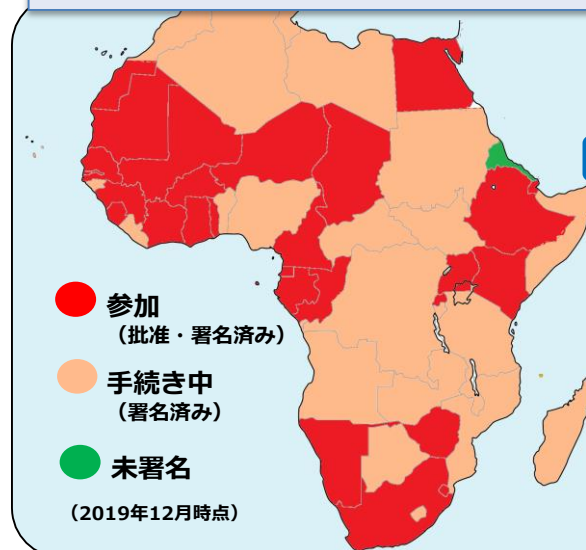 参加
（批准・署名済み）
手続き中
（署名済み）
未署名
（2019年12月時点）